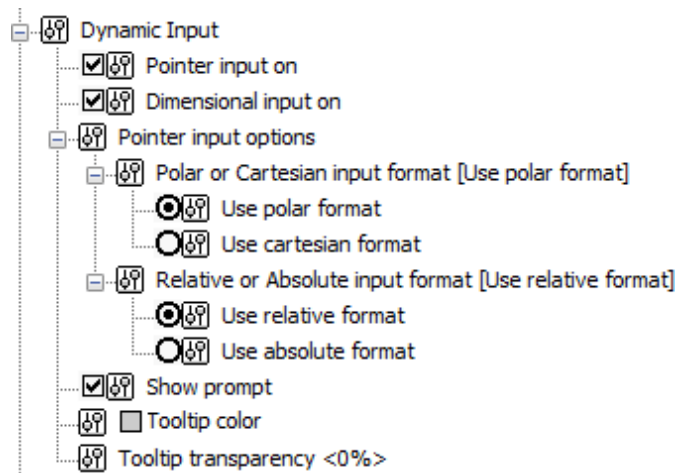 Dynamic Input
Pointer input on
Dimensional input on
Pointer input options
Polar or Cartesian input format [Use polar format]
Use polar format
Use cartesian format
Relative or Absolute input format [Use relative format]
Use relative format
Use absolute format
Show prompt
Tooltip color
Tooltip transparency <0%>